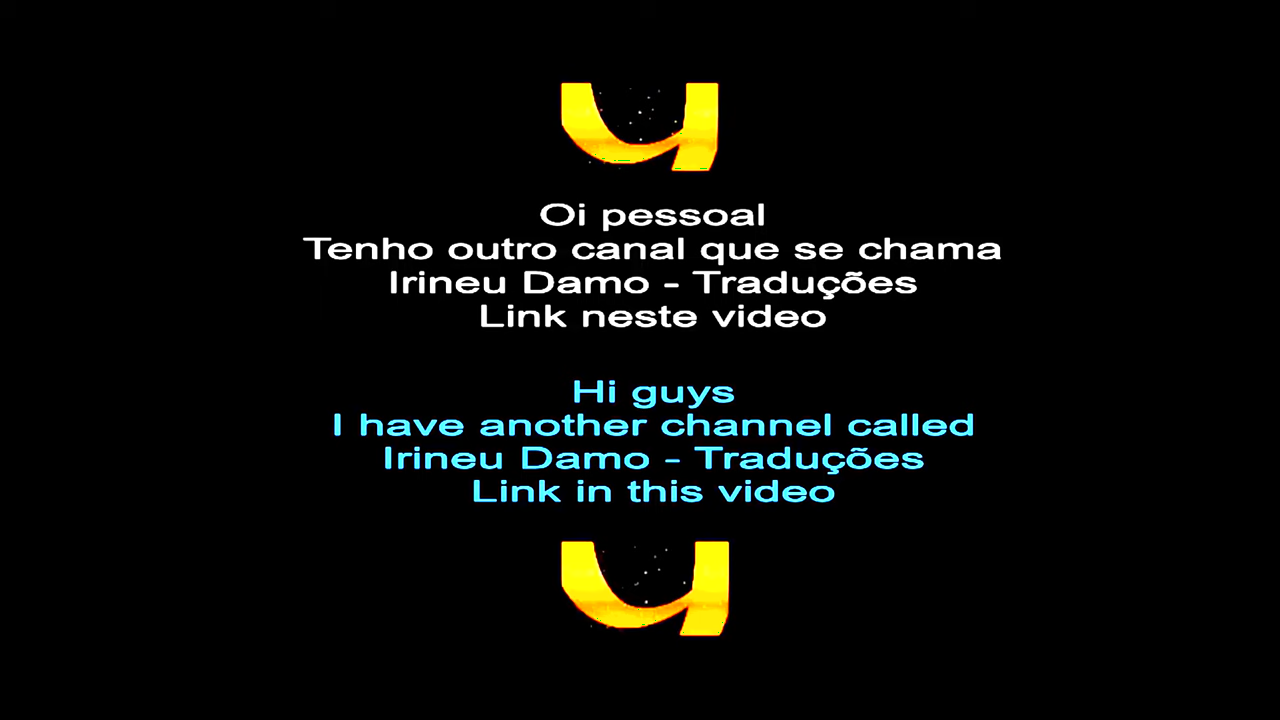 Oi pessoal
Tenho outro canal que se chama
Irineu Damo - Traduções
Link neste video
Hi guys
I have another channel called
Irineu Damo - Traduções
Link in this video